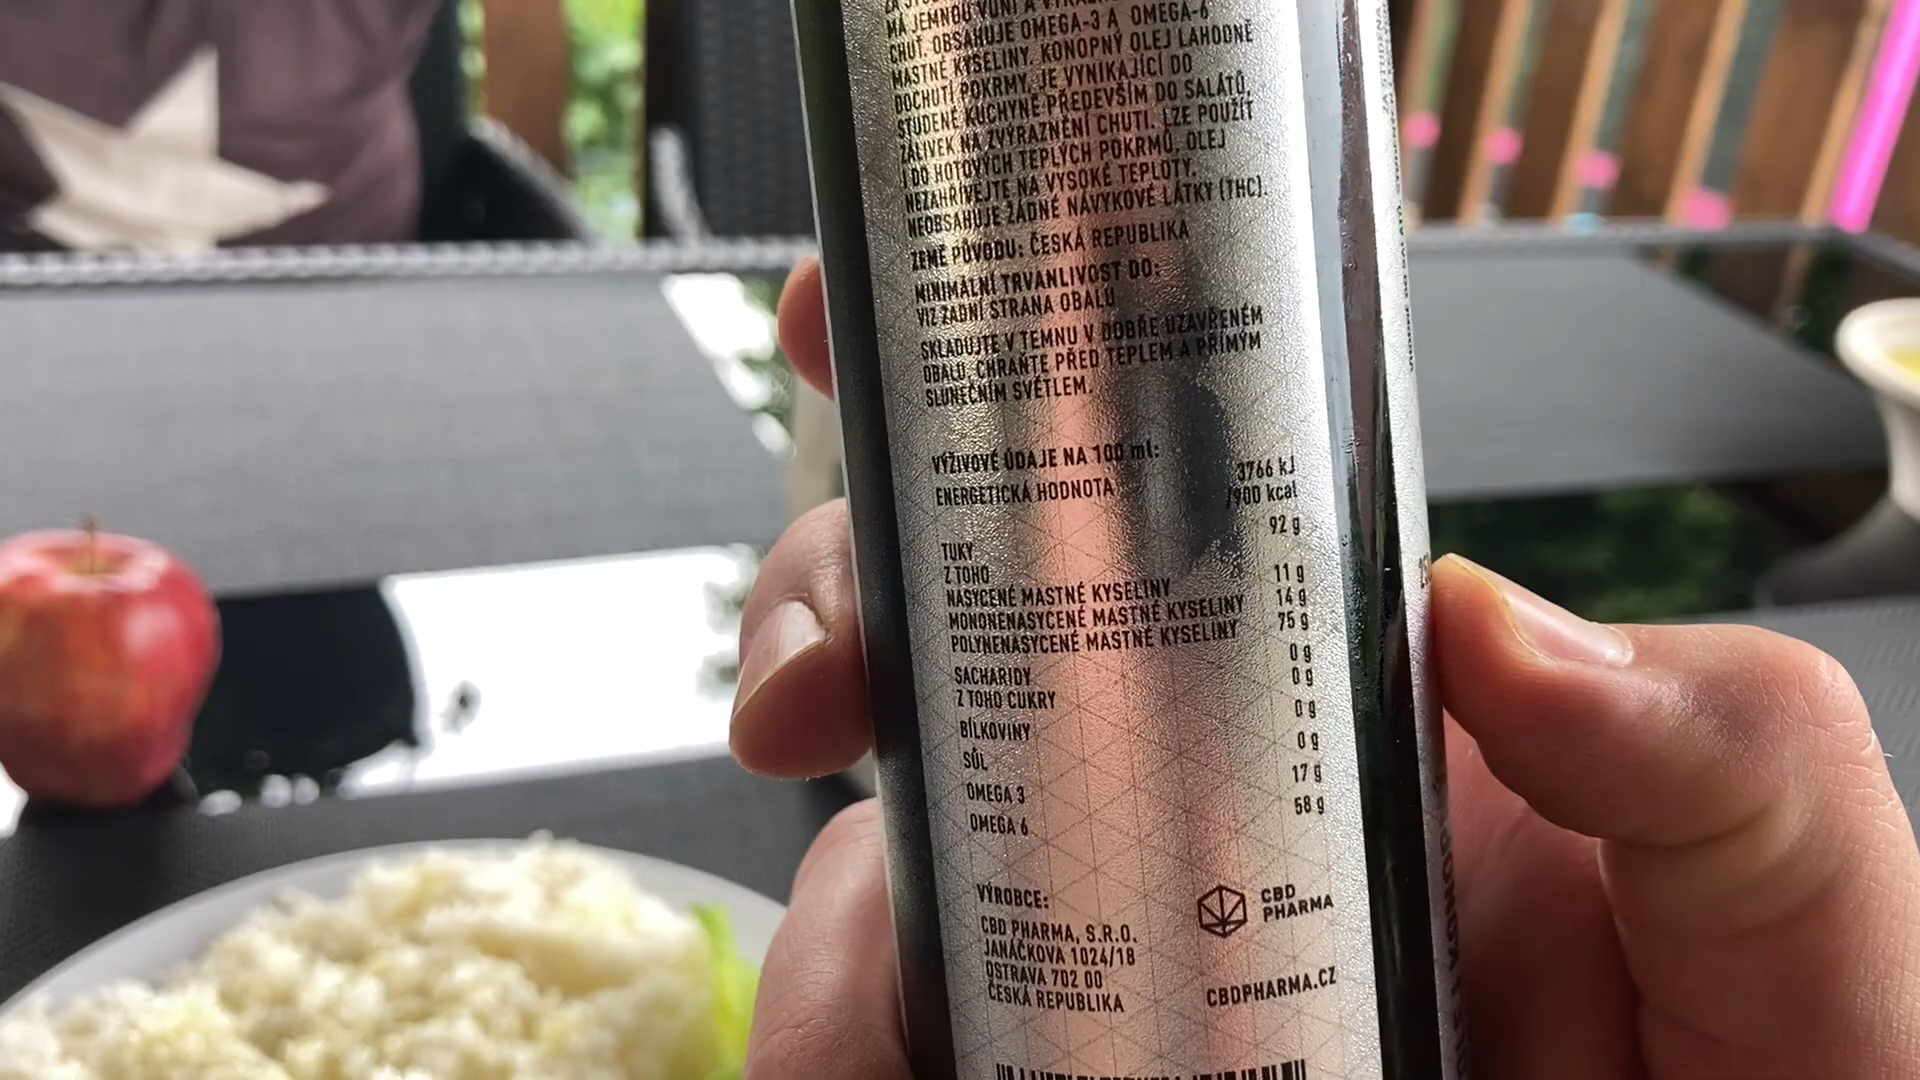 MÁ JEMNOU VŮNI A
CHUŤ. OBSAHUJE OMEGA-3 A OMEGA-6
MASTNÉ KYSELINY. KONOPNÝ OLEJ LAHODNĚ
DOCHUTÍ POKRMY, JE VYNIKAJÍCÍ DO
STUDENÉ KUCHYNĚ PŘEDEVŠÍM DO SALÁTŮ,
ZÁLIVEK NA ZVÝRAZNĚNÍ CHUTI. LZE POUŽÍT
I DO HOTOVÝCH TEPLÝCH POKRMŮ. OLEJ
NEZAHŘÍVEJTE NA VYSOKÉ TEPLOTY.
NEOBSAHUJE ŽÁDNÉ NÁVYKOVÉ LÁTKY (THC).
ZEMĚ PŮVODU: ČESKÁ REPUBLIKA
MINIMÁLNÍ TRVANLIVOST DO:
VIZ ZADNÍ STRANA OBALU
SKLADUJTE V TEMNU V DOBŘE UZAVŘENÉM
OBALU, CHRAŇTE PŘED TEPLEM A PŘÍMÝM
SLUNEČNÍM SVĚTLEM.
VÝŽIVOVÉ ÚDAJE NA 100 ml:
ENERGETICKÁ HODNOTA 3766 kJ
/900 kcal
TUKY 92 g
Z TOHO
NASYCENÉ MASTNÉ KYSELINY 11 g
MONONENASYCENÉ MASTNÉ KYSELINY 14 g
POLYNENASYCENÉ MASTNÉ KYSELINY 75 g
SACHARIDY 0 g
Z TOHO CUKRY 0 g
BÍLKOVINY 0 g
SŮL 0 g
OMEGA 3 17 g
OMEGA 6 58 g
VÝROBCE:
CBD PHARMA, S.R.O.
JANÁČKOVA 1024/18
OSTRAVA 702 00
ČESKÁ REPUBLIKA
CBD
PHARMA
CBDPHARMA.CZ